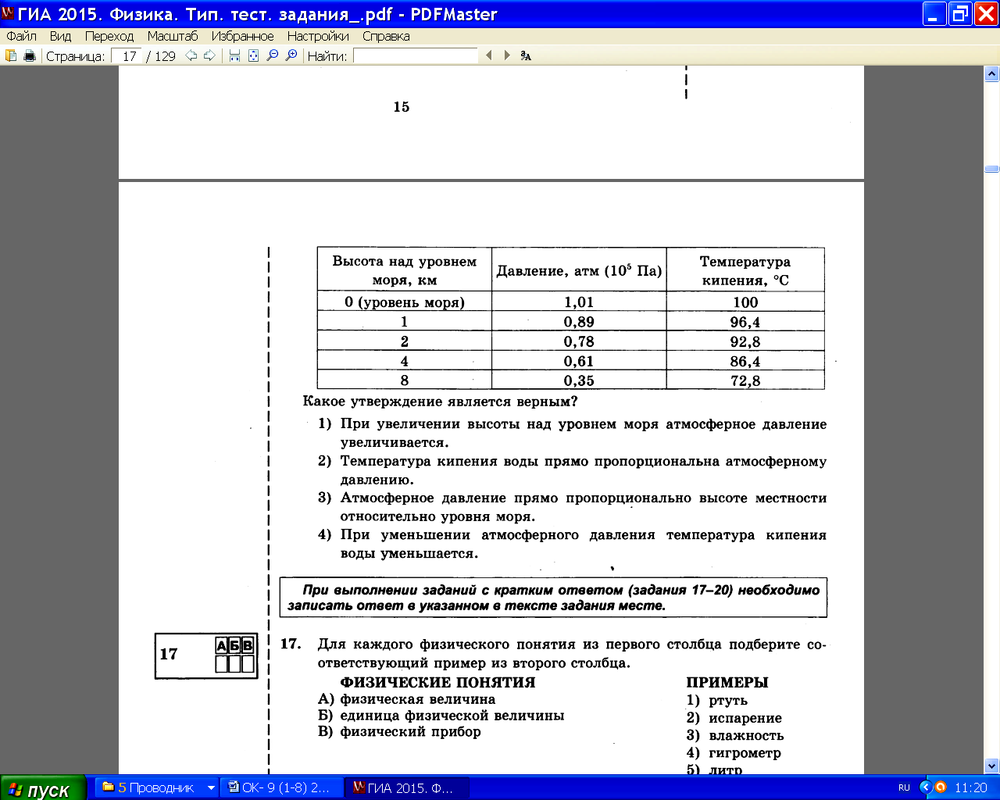 ГИА 2015. Физика. Тип. тест. задания_.pdf - PDFMaster
Файл Вид Переход Масштаб Избранное Настройки Справка
Страница: 17 / 129 Найти:
15
Высота над уровнем моря, км Давление, атм (10⁵ Па) Температура кипения, °С
0 (уровень моря) 1,01 100
1 0,89 96,4
2 0,78 92,8
4 0,61 86,4
8 0,35 72,8
Какое утверждение является верным?
1) При увеличении высоты над уровнем моря атмосферное давление
увеличивается.
2) Температура кипения воды прямо пропорциональна атмосферному
давлению.
3) Атмосферное давление прямо пропорционально высоте местности
относительно уровня моря.
4) При уменьшении атмосферного давления температура кипения
воды уменьшается.
При выполнении заданий с кратким ответом (задания 17–20) необходимо
записать ответ в указанном в тексте задания месте.
17 А Б В
17. Для каждого физического понятия из первого столбца подберите со-
ответствующий пример из второго столбца.
ФИЗИЧЕСКИЕ ПОНЯТИЯ
А) физическая величина
Б) единица физической величины
В) физический прибор
ПРИМЕРЫ
1) ртуть
2) испарение
3) влажность
4) гигрометр
5) литр
пуск 5 Проводник ОК- 9 (1-8) 2... ГИА 2015. Ф... RU 11:20